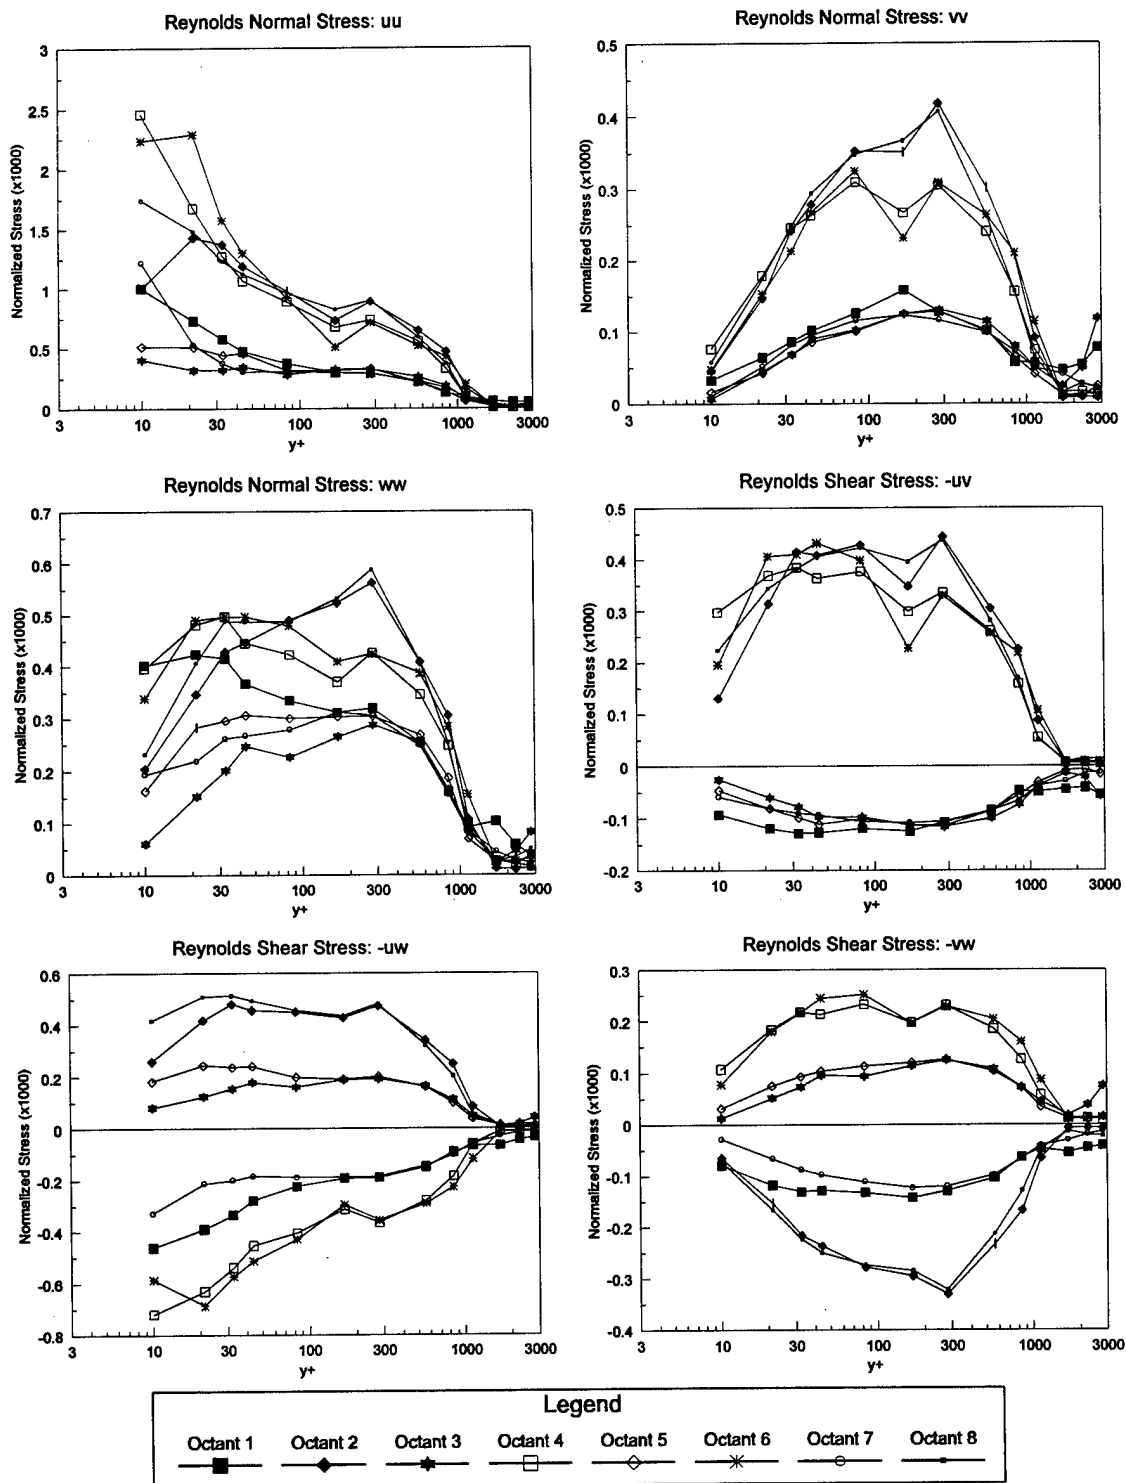 Reynolds Normal Stress: uu
Normalized Stress (x1000)
3
2.5
2
1.5
1
0.5
0
3 10 30 100 300 1000 3000
y+
Reynolds Normal Stress: vv
Normalized Stress (x1000)
0.5
0.4
0.3
0.2
0.1
0
3 10 30 100 300 1000 3000
y+
Reynolds Normal Stress: ww
Normalized Stress (x1000)
0.7
0.6
0.5
0.4
0.3
0.2
0.1
0
3 10 30 100 300 1000 3000
y+
Reynolds Shear Stress: -uv
Normalized Stress (x1000)
0.5
0.4
0.3
0.2
0.1
0
-0.1
-0.2
3 10 30 100 300 1000 3000
y+
Reynolds Shear Stress: -uw
Normalized Stress (x1000)
0.6
0.4
0.2
0
-0.2
-0.4
-0.6
-0.8
3 10 30 100 300 1000 3000
y+
Reynolds Shear Stress: -vw
Normalized Stress (x1000)
0.3
0.2
0.1
0
-0.1
-0.2
-0.3
-0.4
3 10 30 100 300 1000 3000
y+
Legend
Octant 1 Octant 2 Octant 3 Octant 4 Octant 5 Octant 6 Octant 7 Octant 8